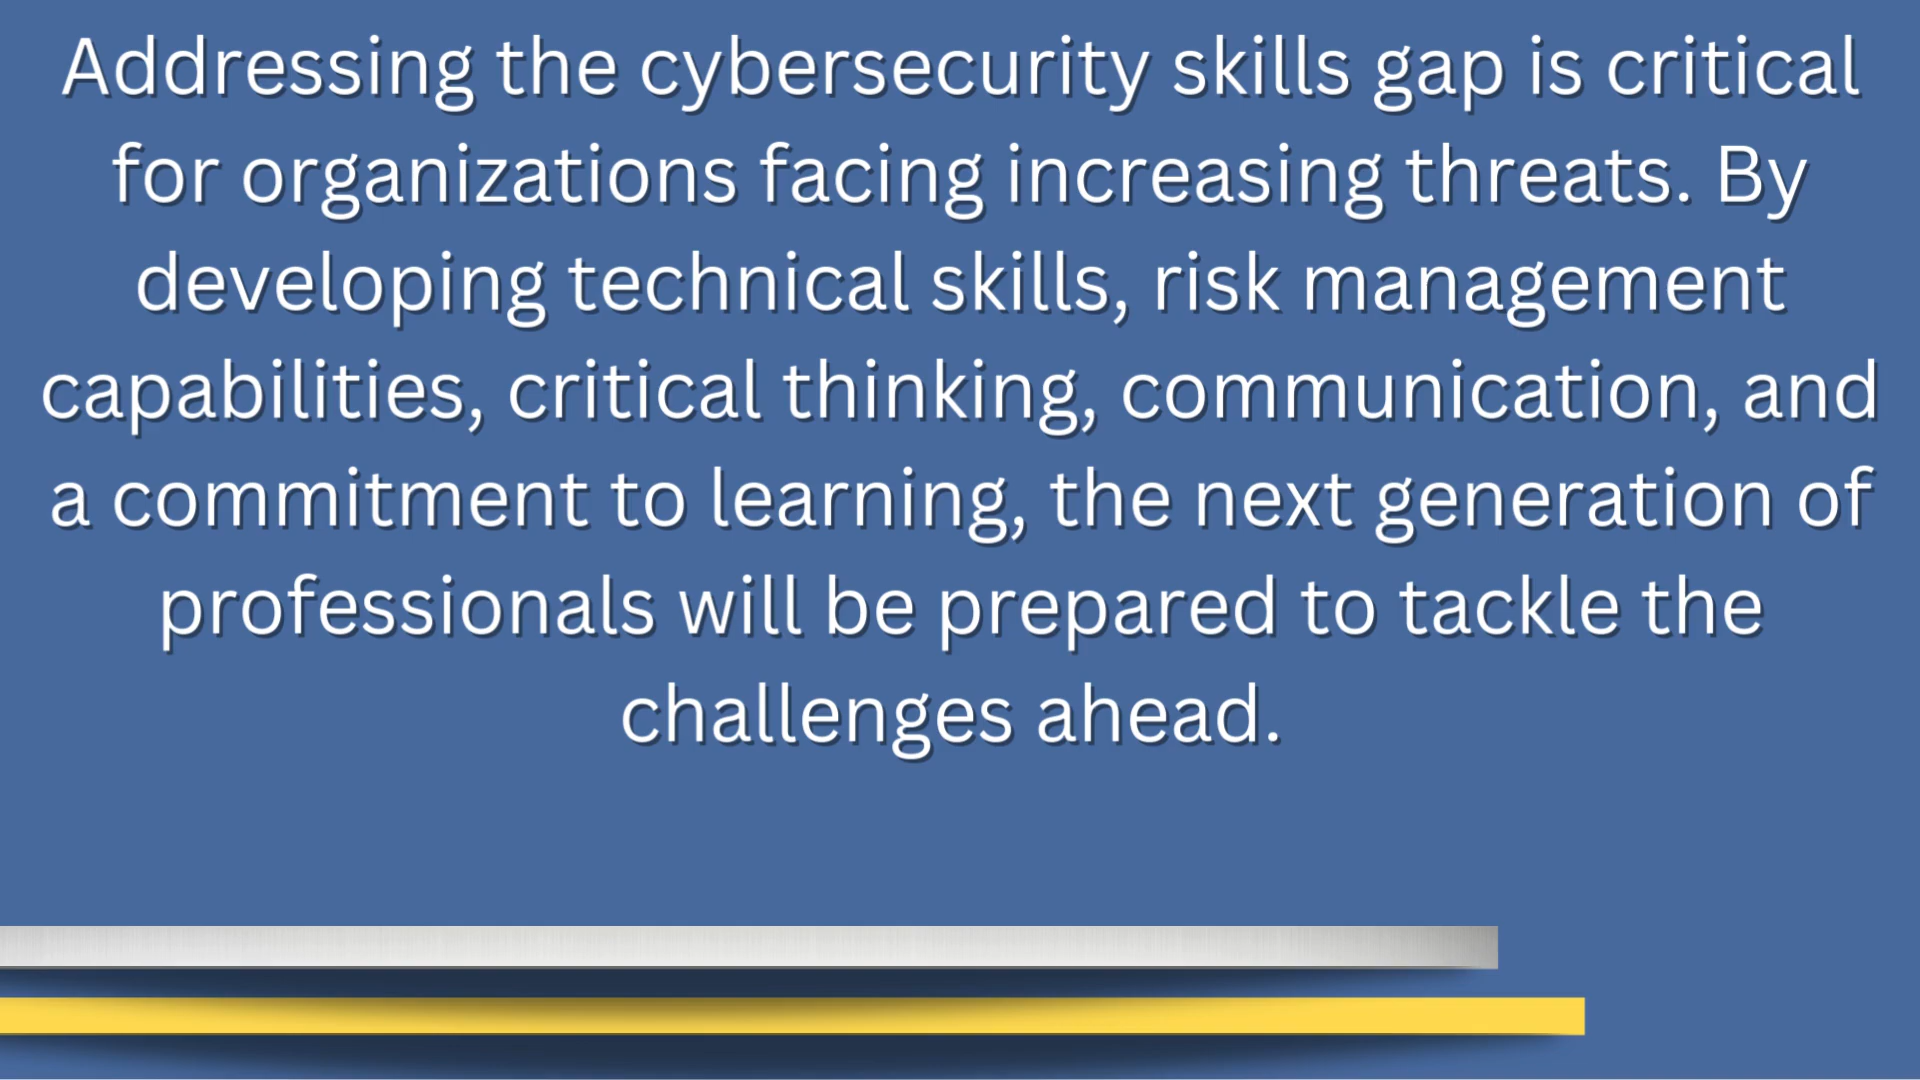 Addressing the cybersecurity skills gap is critical
for organizations facing increasing threats. By
developing technical skills, risk management
capabilities, critical thinking, communication, and
a commitment to learning, the next generation of
professionals will be prepared to tackle the
challenges ahead.